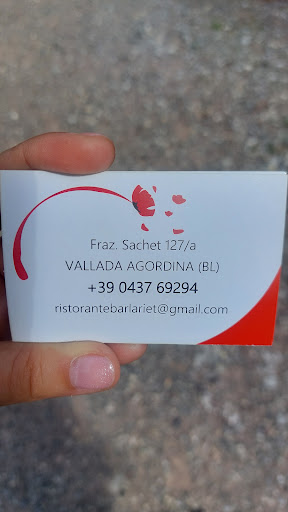 Fraz. Sachet 127/a
VALLADA AGORDINA (BL)
+39 0437 69294
ristorantebarlariet@gmail.com